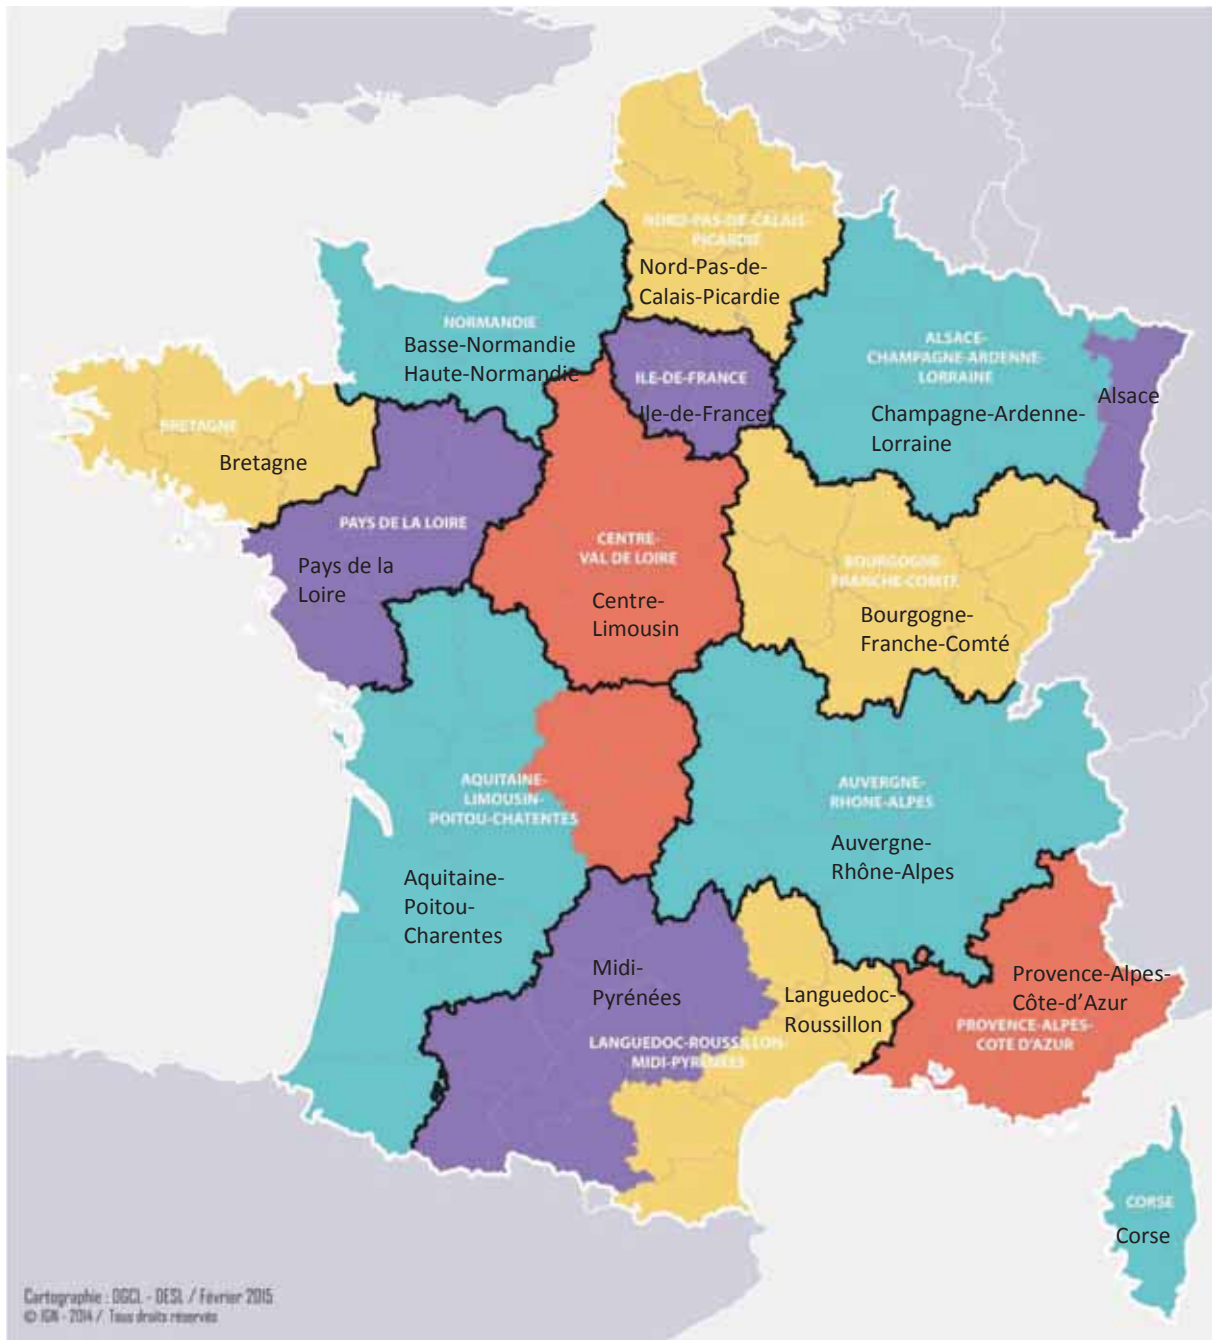 NORD-PAS-DE-CALAIS-
PICARDIE
Nord-Pas-de-
Calais-Picardie
NORMANDIE
Basse-Normandie
Haute-Normandie
ILE-DE-FRANCE
Ile-de-France
ALSACE-
CHAMPAGNE-ARDENNE-
LORRAINE
Champagne-Ardenne-
Lorraine
Alsace
BRETAGNE
Bretagne
PAYS DE LA LOIRE
Pays de la
Loire
CENTRE-
VAL DE LOIRE
Centre-
Limousin
BOURGOGNE-
FRANCHE-COMTÉ
Bourgogne-
Franche-Comté
AQUITAINE-
LIMOUSIN-
POITOU-CHATENTES
Aquitaine-
Poitou-
Charentes
AUVERGNE-
RHONE-ALPES
Auvergne-
Rhône-Alpes
Midi-
Pyrénées
Languedoc-
Roussillon
LANGUEDOC-ROUSSILLON-
MIDI-PYRÉNÉES
Provence-Alpes-
Côte-d’Azur
PROVENCE-ALPES-
COTE D'AZUR
CORSE
Corse
Cartographie : DGCL - DESL / Février 2015
© IGN - 2014 / Tous droits réservés